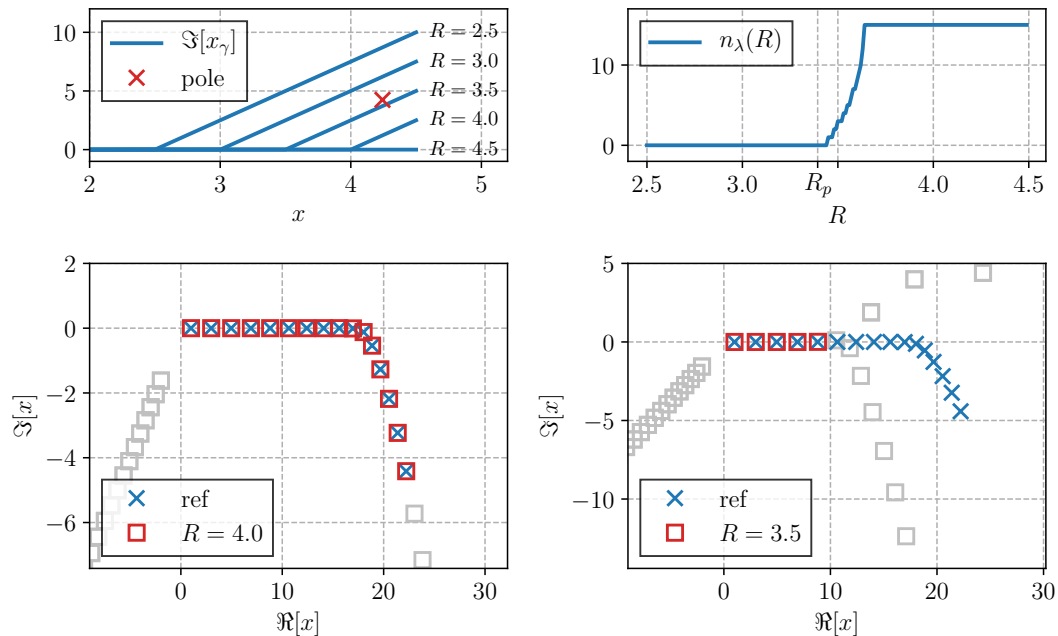 10
5
0
ℑ[x_γ]
pole
R = 2.5
R = 3.0
R = 3.5
R = 4.0
R = 4.5
2 3 4 5
x
10
0
n_λ(R)
2.5 3.0 R_p 4.0 4.5
R
2
0
−2
−4
−6
ℑ[x]
ref
R = 4.0
0 10 20 30
ℜ[x]
5
0
−5
−10
ℑ[x]
ref
R = 3.5
0 10 20 30
ℜ[x]